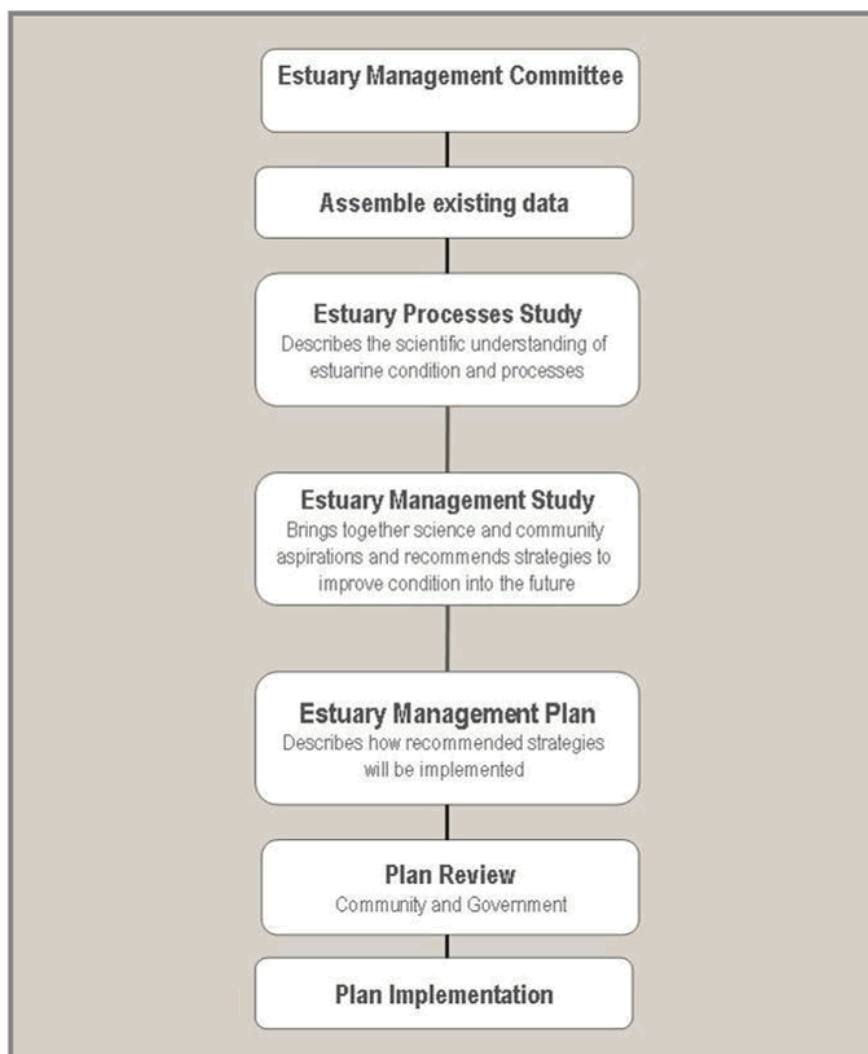 Estuary Management Committee
Assemble existing data
Estuary Processes Study
Describes the scientific understanding of
estuarine condition and processes
Estuary Management Study
Brings together science and community
aspirations and recommends strategies to
improve condition into the future
Estuary Management Plan
Describes how recommended strategies
will be implemented
Plan Review
Community and Government
Plan Implementation